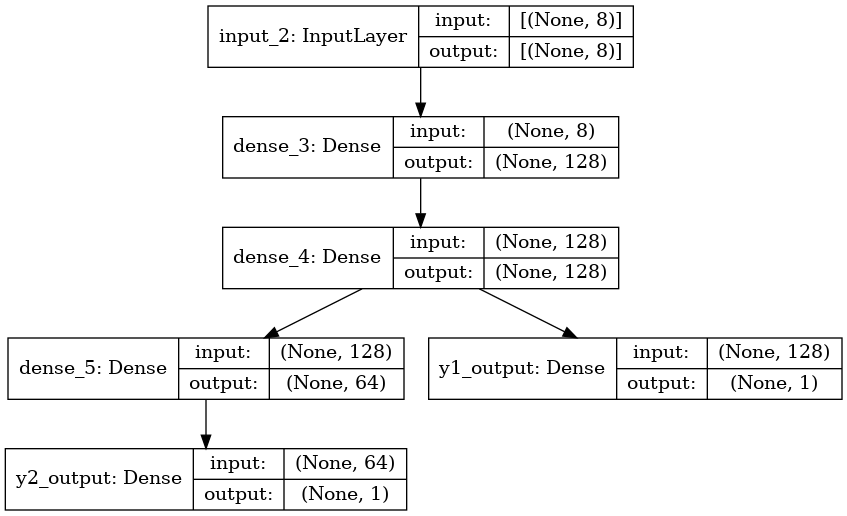 input_2: InputLayer
input: [(None, 8)]
output: [(None, 8)]
dense_3: Dense
input: (None, 8)
output: (None, 128)
dense_4: Dense
input: (None, 128)
output: (None, 128)
dense_5: Dense
input: (None, 128)
output: (None, 64)
y1_output: Dense
input: (None, 128)
output: (None, 1)
y2_output: Dense
input: (None, 64)
output: (None, 1)